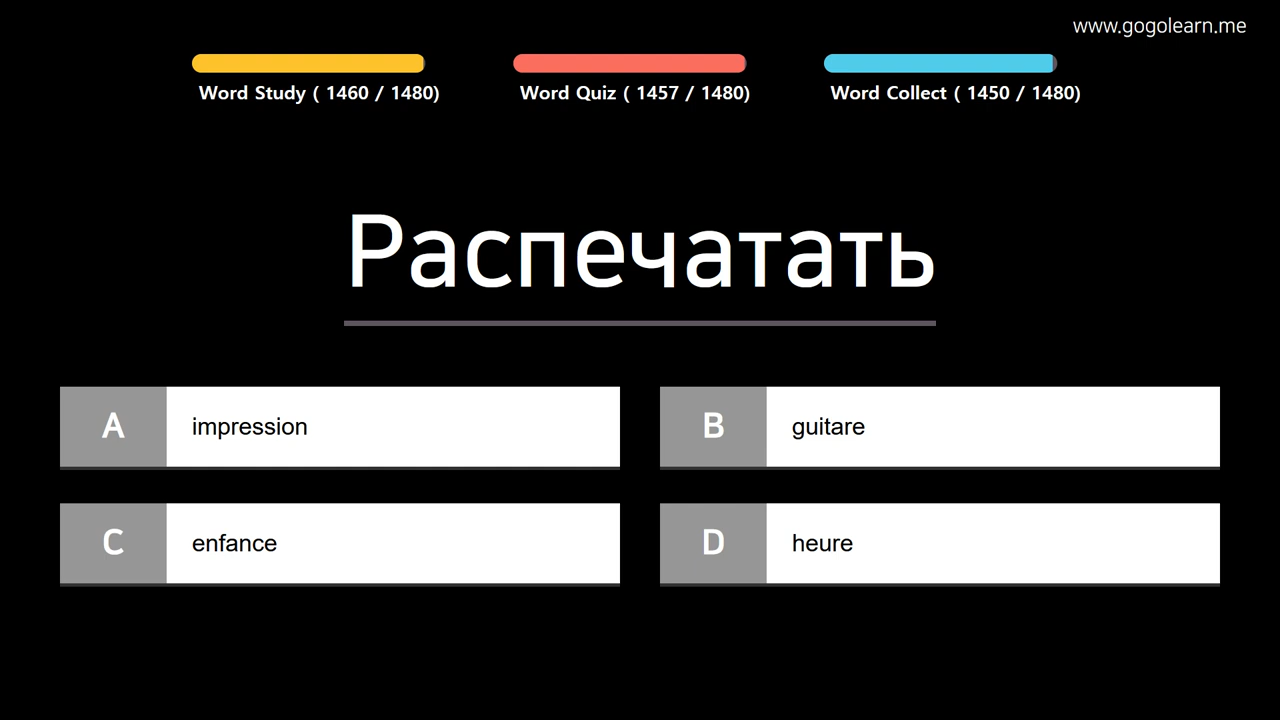 www.gogolearn.me
Word Study ( 1460 / 1480)
Word Quiz ( 1457 / 1480)
Word Collect ( 1450 / 1480)
Распечатать
A impression
B guitare
C enfance
D heure